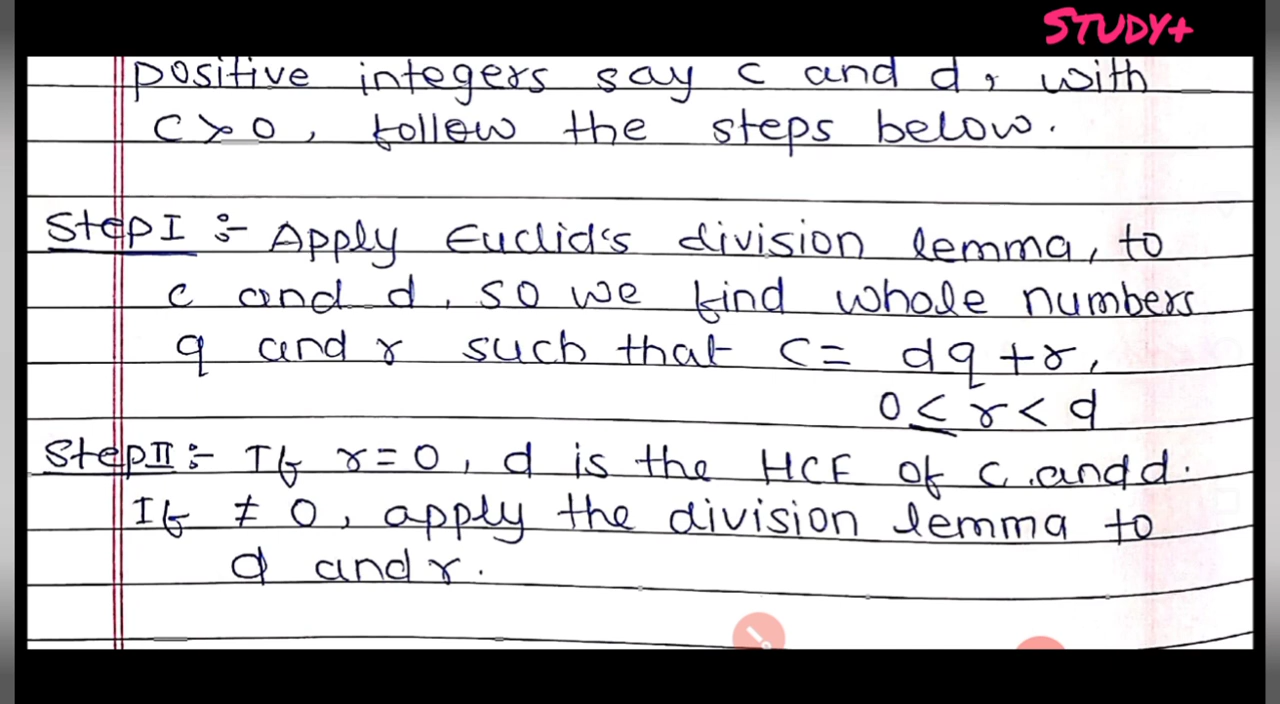 STUDY+
positive integers say c and d, with
c > 0, follow the steps below.
Step I :- Apply Euclid's division lemma, to
c and d, so we find whole numbers
q and r such that c = dq + r,
0 ≤ r < d
Step II :- If r = 0, d is the HCF of c and d.
If ≠ 0, apply the division lemma to
d and r.